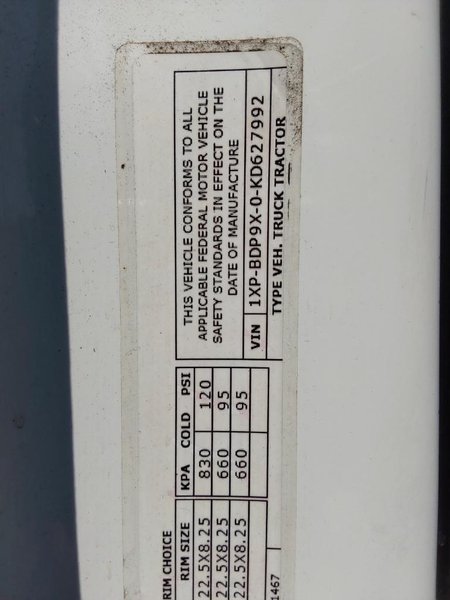 RIM CHOICE
RIM SIZE KPA COLD PSI
22.5X8.25 830 120
22.5X8.25 660 95
22.5X8.25 660 95
1467
THIS VEHICLE CONFORMS TO ALL
APPLICABLE FEDERAL MOTOR VEHICLE
SAFETY STANDARDS IN EFFECT ON THE
DATE OF MANUFACTURE
VIN 1XP-BDP9X-0-KD627992
TYPE VEH. TRUCK TRACTOR